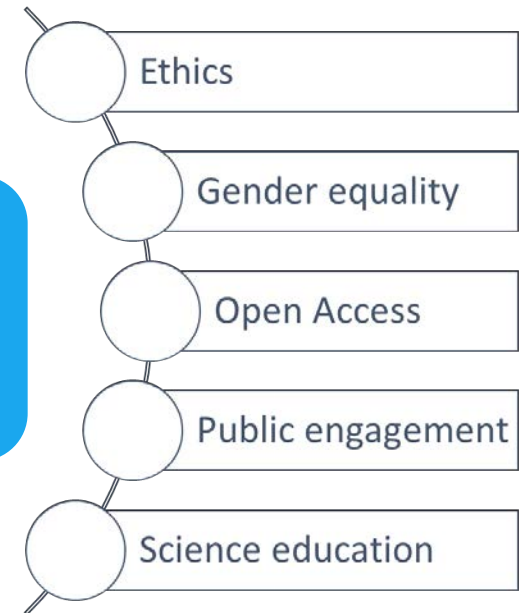 Ethics
Gender equality
Open Access
Public engagement
Science education